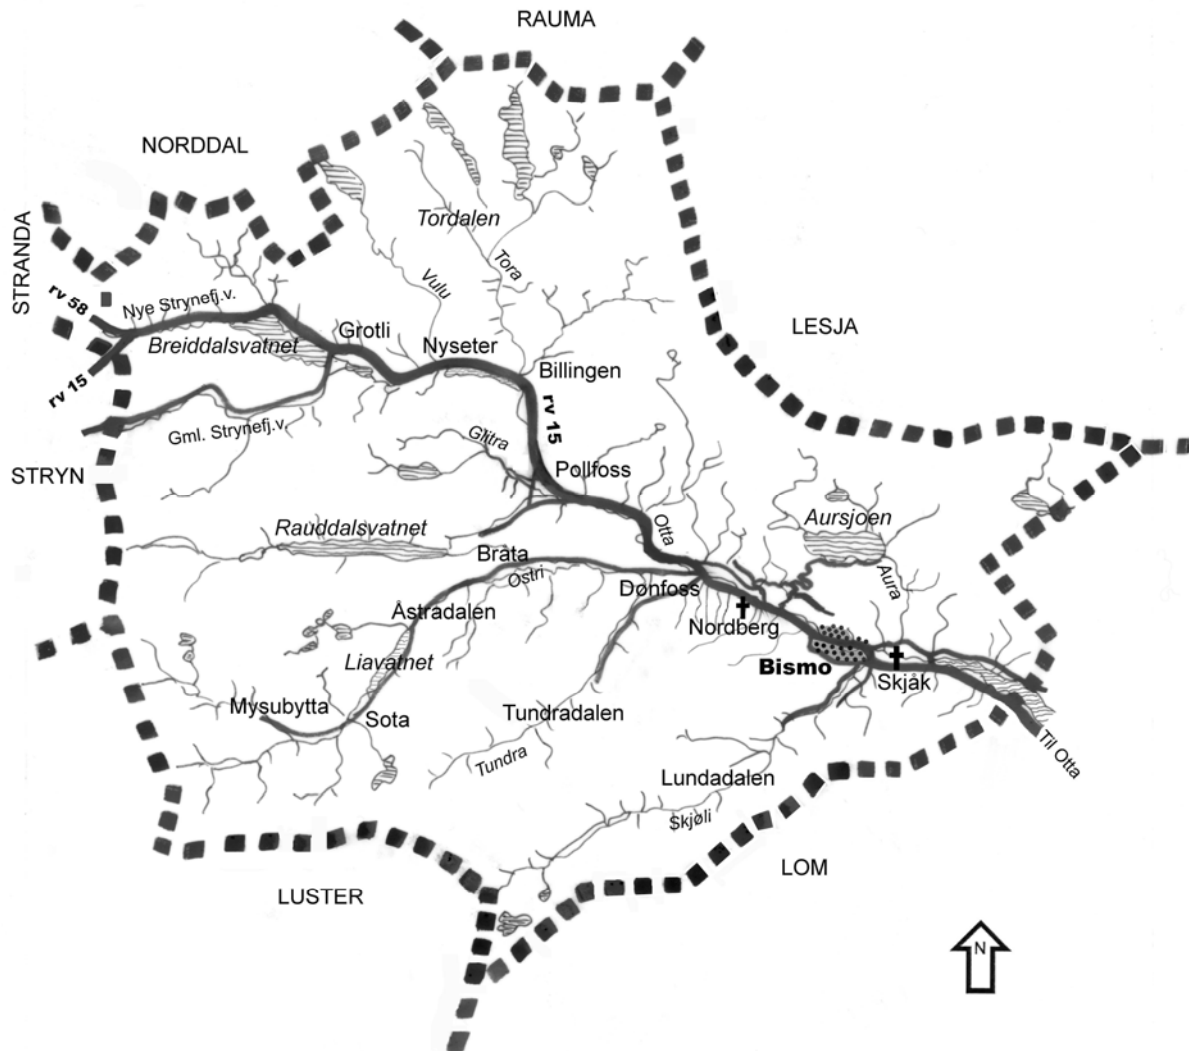 RAUMA
NORDDAL
STRANDA
Tordalen
Tora
Vulu
rv 58
Nye Strynefj.v.
LESJA
Breiddalsvatnet
Grotli
Nyseter
Billingen
rv 15
rv 15
Gml. Strynefj.v.
Glitra
Pollfoss
STRYN
Rauddalsvatnet
Otta
Aursjoen
Bråta
Ostri
Dønfoss
Aura
Åstradalen
Nordberg
Liavatnet
Bismo
Skjåk
Mysubytta
Sota
Tundradalen
Til Otta
Tundra
Lundadalen
Skjøli
LOM
LUSTER
N